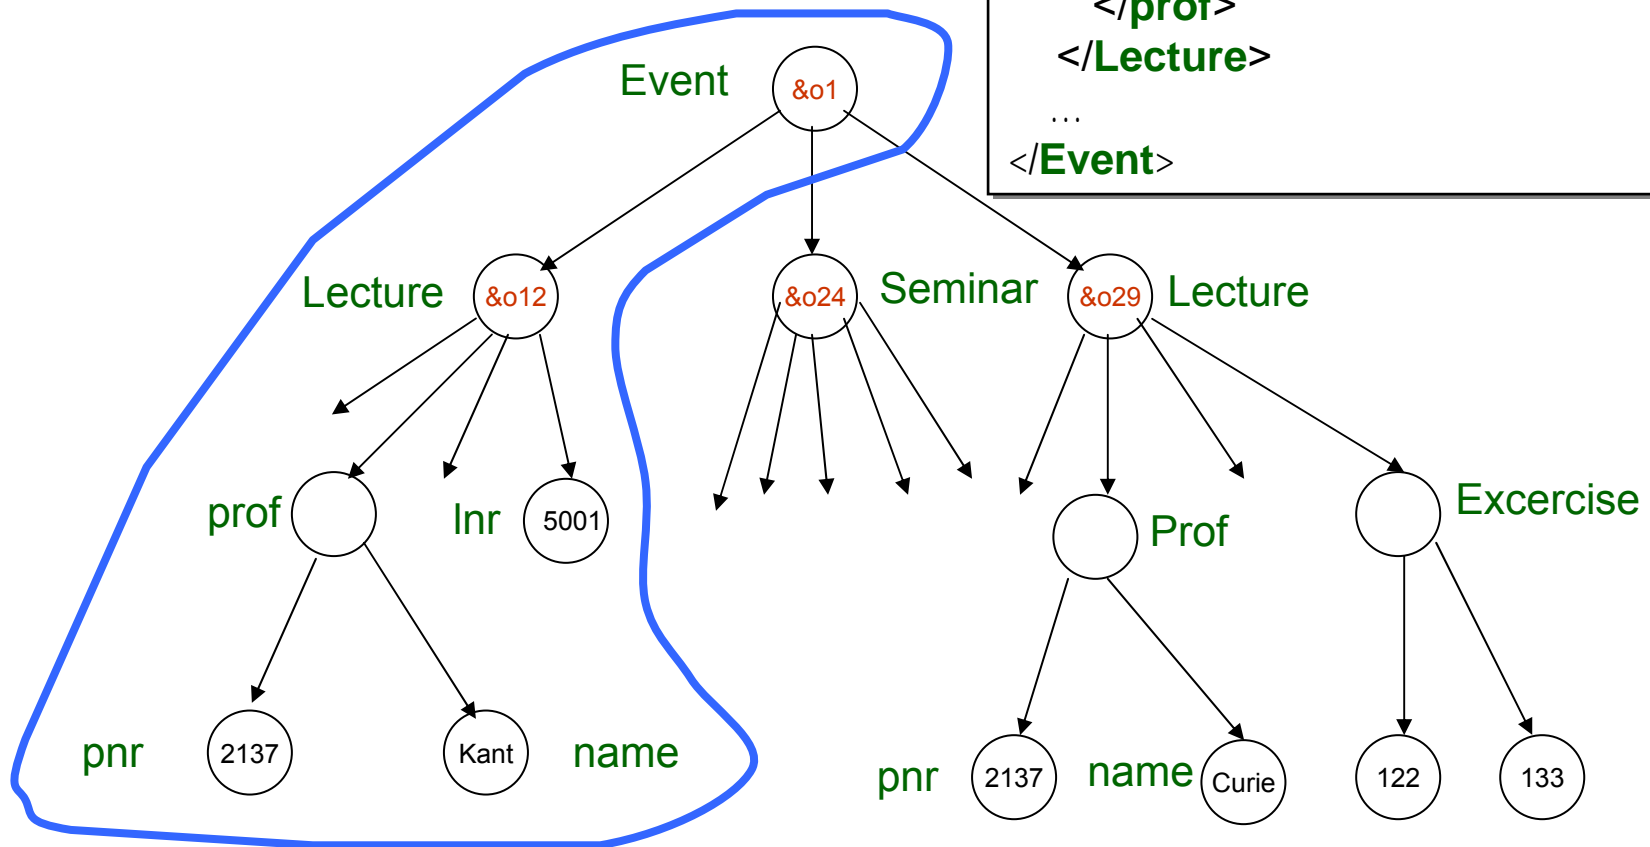 </prof>
</Lecture>
...
</Event>
Event &o1
Lecture &o12
&o24 Seminar
&o29 Lecture
prof
lnr 5001
Prof
Excercise
pnr 2137
Kant name
pnr 2137
name Curie
122
133